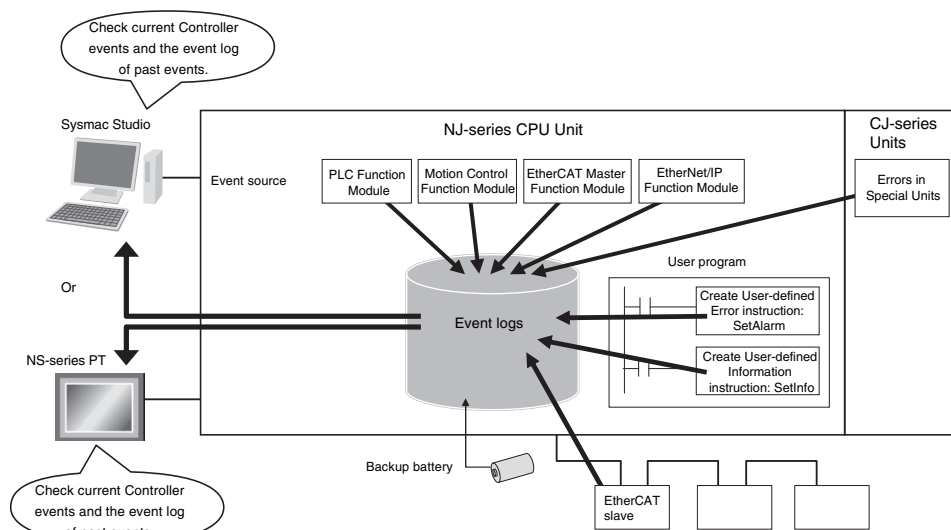 Check current Controller
events and the event log
of past events.
Sysmac Studio
NJ-series CPU Unit
CJ-series
Units
Event source
PLC Function
Module
Motion Control
Function Module
EtherCAT Master
Function Module
EtherNet/IP
Function Module
Errors in
Special Units
User program
Or
Event logs
Create User-defined
Error instruction:
SetAlarm
Create User-defined
Information
instruction: SetInfo
NS-series PT
Backup battery
EtherCAT
slave
Check current Controller
events and the event log
of past events.